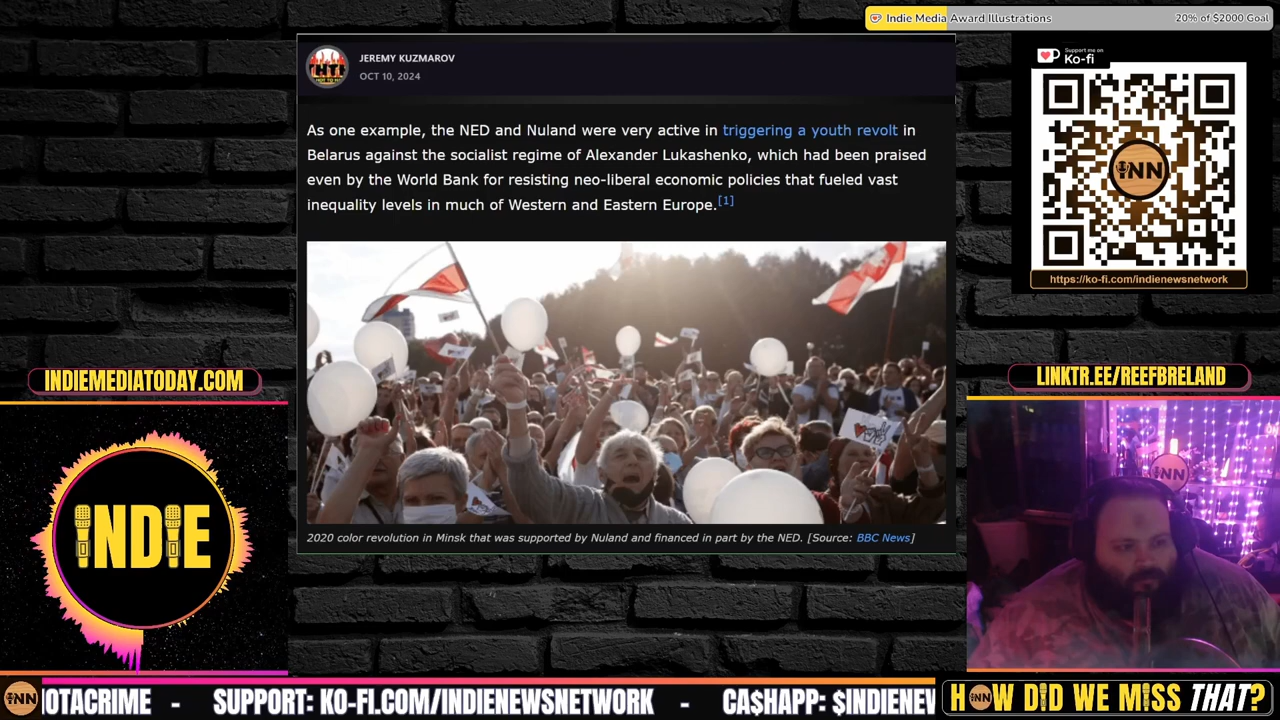 Indie Media Award Illustrations
20% of $2000 Goal
JEREMY KUZMAROV
OCT 10, 2024
Support me on
Ko-fi
As one example, the NED and Nuland were very active in triggering a youth revolt in
Belarus against the socialist regime of Alexander Lukashenko, which had been praised
even by the World Bank for resisting neo-liberal economic policies that fueled vast
inequality levels in much of Western and Eastern Europe.[1]
INN
https://ko-fi.com/indienewsnetwork
INDIEMEDIATODAY.COM
LINKTR.EE/REEFBRELAND
INDIE
INN
2020 color revolution in Minsk that was supported by Nuland and financed in part by the NED. [Source: BBC News]
INN
IOTACRIME - SUPPORT: KO-FI.COM/INDIENEWSNETWORK - CA$HAPP: $INDIENEW
HOW DID WE MISS THAT?